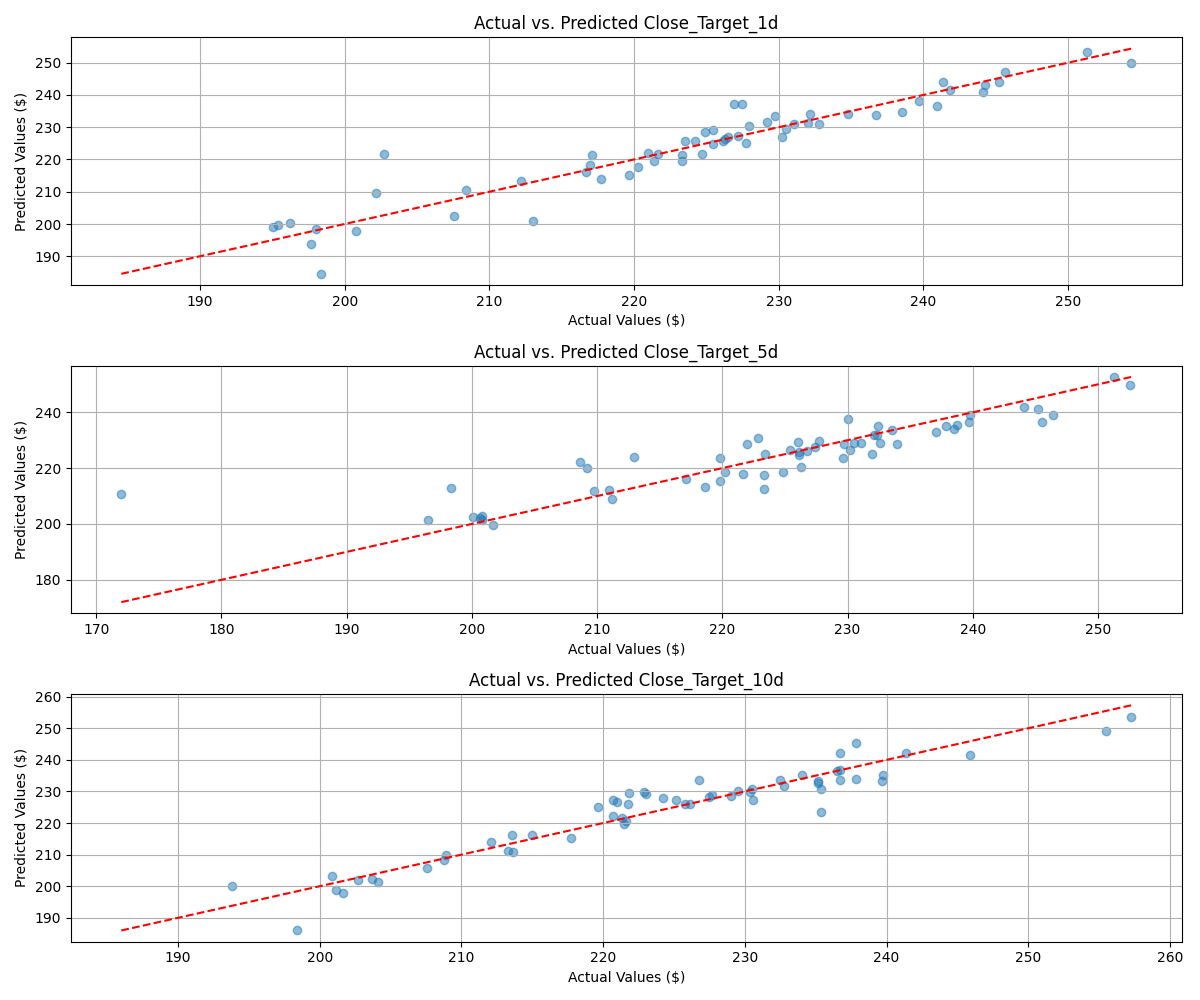 Actual vs. Predicted Close_Target_1d
Predicted Values ($)
250
240
230
220
210
200
190
190 200 210 220 230 240 250
Actual Values ($)
Actual vs. Predicted Close_Target_5d
Predicted Values ($)
240
220
200
180
170 180 190 200 210 220 230 240 250
Actual Values ($)
Actual vs. Predicted Close_Target_10d
Predicted Values ($)
260
250
240
230
220
210
200
190
190 200 210 220 230 240 250 260
Actual Values ($)